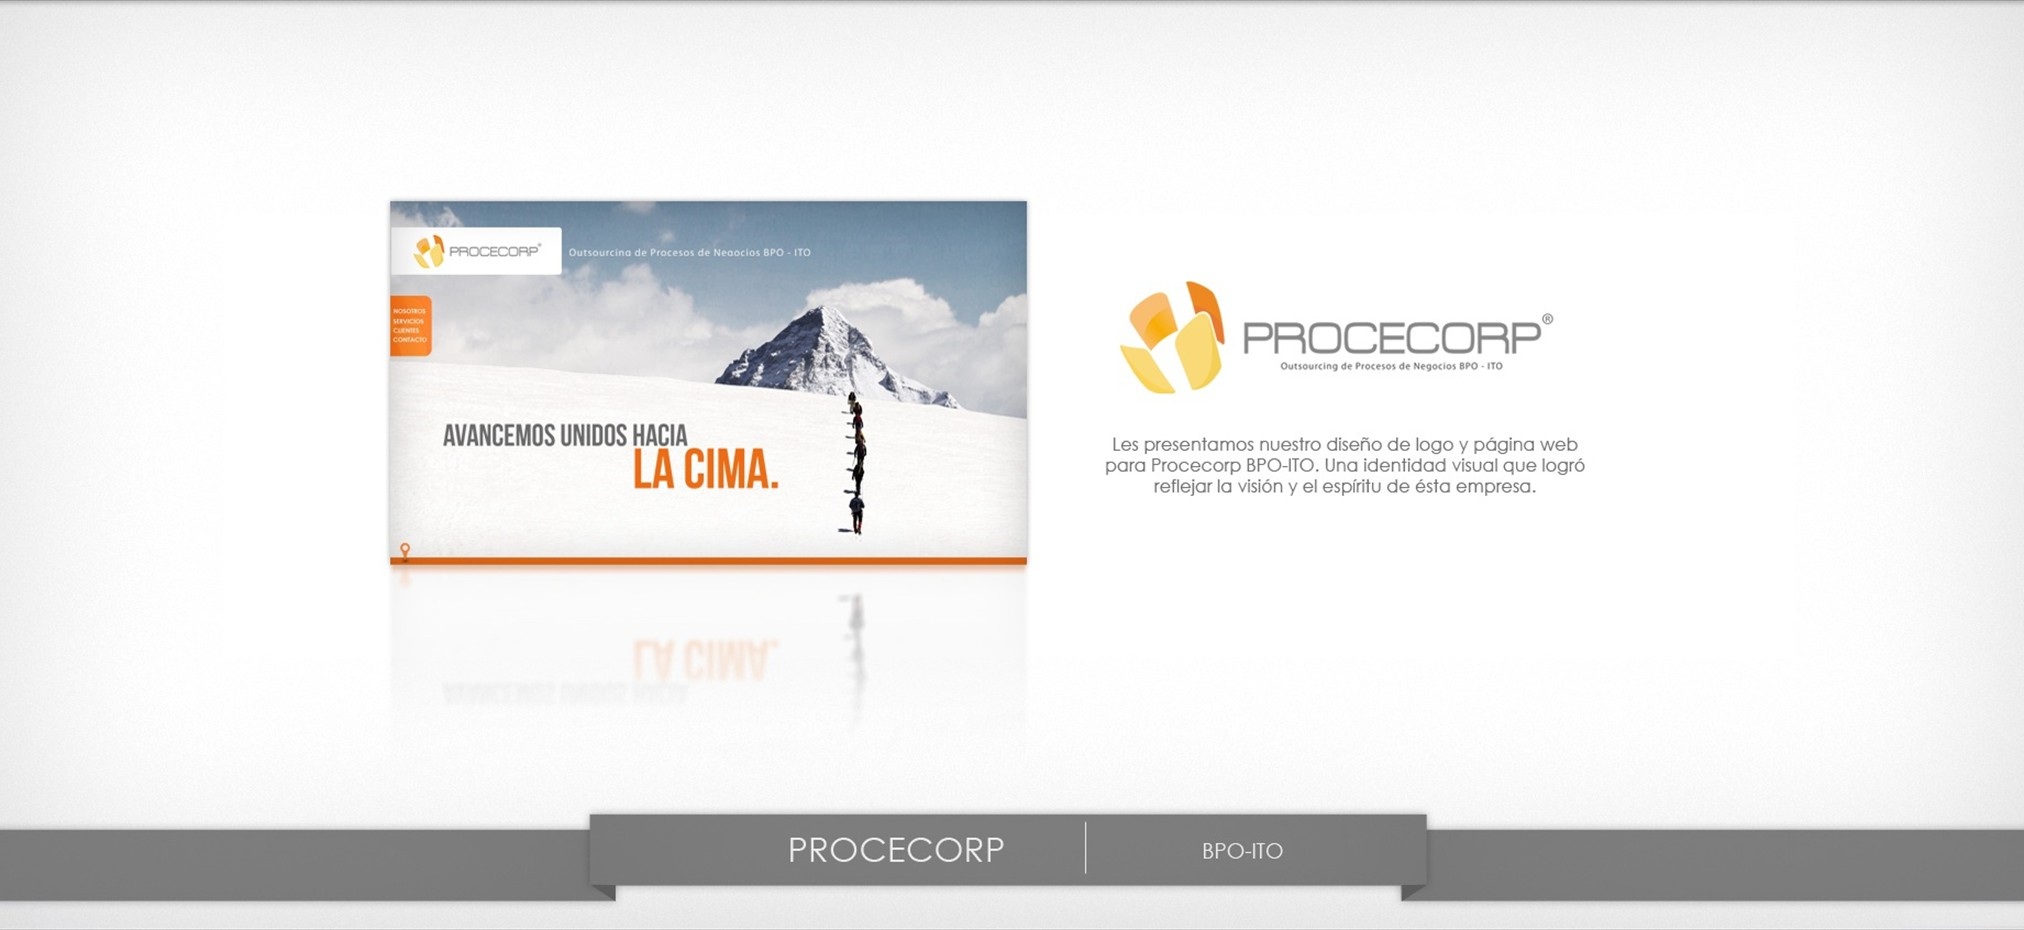 PROCECORP®
Outsourcing de Procesos de Negocios BPO - ITO
NOSOTROS
SERVICIOS
CLIENTES
CONTACTO
AVANCEMOS UNIDOS HACIA
LA CIMA.
PROCECORP®
Outsourcing de Procesos de Negocios BPO - ITO
Les presentamos nuestro diseño de logo y página web
para Procecorp BPO-ITO. Una identidad visual que logró
reflejar la visión y el espíritu de ésta empresa.
PROCECORP
BPO-ITO